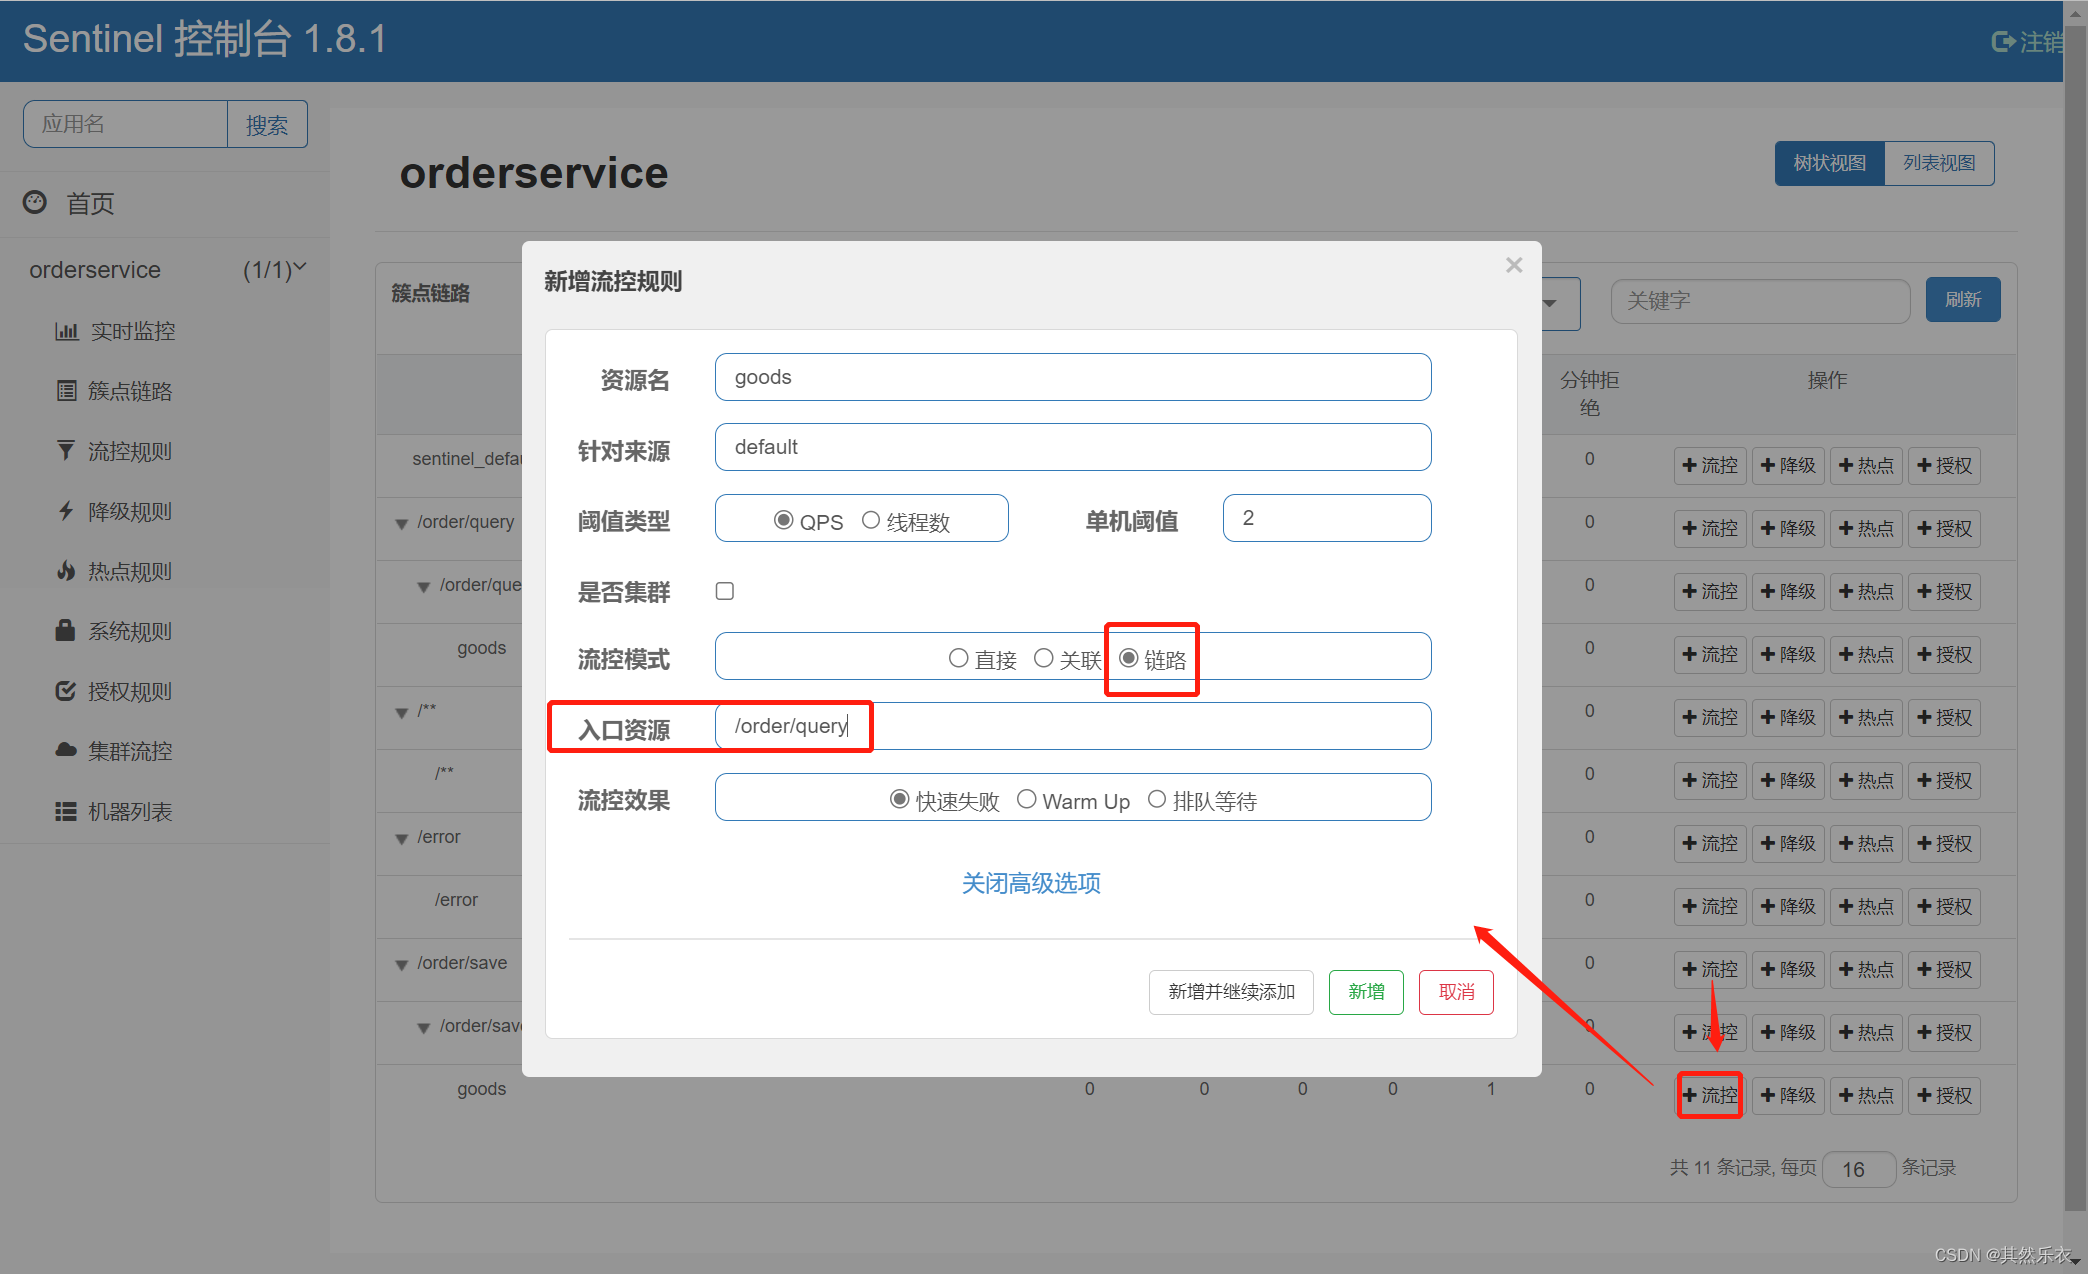 Sentinel 控制台 1.8.1
注销
应用名 搜索
首页
orderservice (1/1)
实时监控
簇点链路
流控规则
降级规则
热点规则
系统规则
授权规则
集群流控
机器列表
orderservice
树状视图 列表视图
簇点链路
关键字 刷新
分钟拒绝 操作
sentinel_defau 0 流控 降级 热点 授权
/order/query 0 流控 降级 热点 授权
/order/que 0 流控 降级 热点 授权
goods 0 流控 降级 热点 授权
/** 0 流控 降级 热点 授权
/** 0 流控 降级 热点 授权
/error 0 流控 降级 热点 授权
/error 0 流控 降级 热点 授权
/order/save 0 流控 降级 热点 授权
/order/save 0 流控 降级 热点 授权
goods 0 0 0 0 1 0 流控 降级 热点 授权
共 11 条记录, 每页 16 条记录
新增流控规则 ×
资源名 goods
针对来源 default
阈值类型 QPS 线程数 单机阈值 2
是否集群
流控模式 直接 关联 链路
入口资源 /order/query
流控效果 快速失败 Warm Up 排队等待
关闭高级选项
新增并继续添加 新增 取消
CSDN @其然乐衣